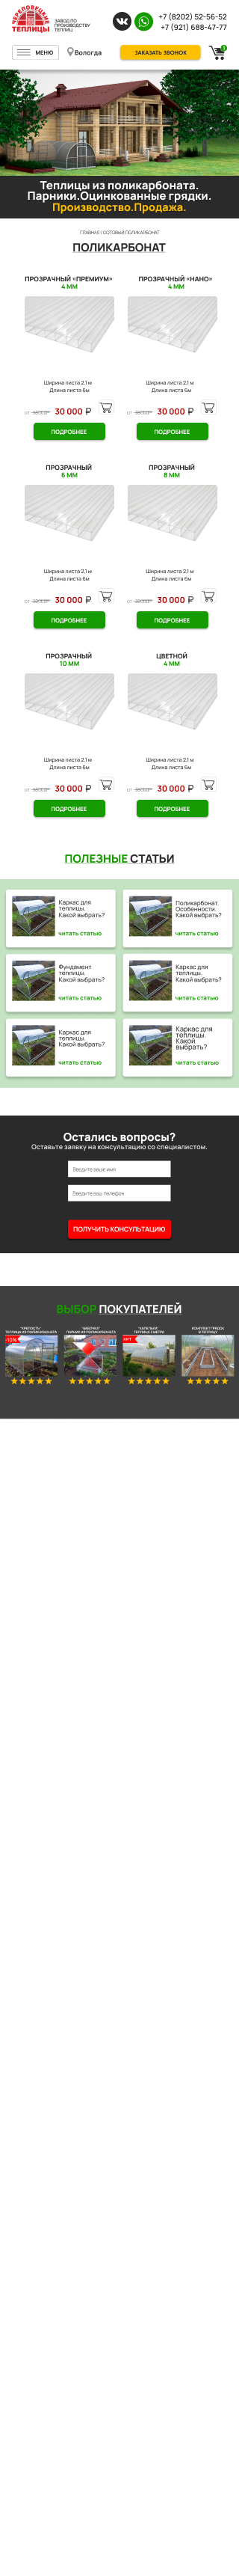 ЧЕРЕПОВЕЦКИЕ
ТЕПЛИЦЫ
ЗАВОД ПО
ПРОИЗВОДСТВУ
ТЕПЛИЦ
+7 (8202) 52-56-52
+7 (921) 688-47-77
МЕНЮ
Вологда
ЗАКАЗАТЬ ЗВОНОК
1
Теплицы из поликарбоната.
Парники.Оцинкованные грядки.
Производство.Продажа.
ГЛАВНАЯ / СОТОВЫЙ ПОЛИКАРБОНАТ
ПОЛИКАРБОНАТ
ПРОЗРАЧНЫЙ «ПРЕМИУМ»
4 ММ
Ширина листа 2,1 м
Длина листа 6м
от
30 000 ₽
ПОДРОБНЕЕ
ПРОЗРАЧНЫЙ «НАНО»
4 ММ
Ширина листа 2,1 м
Длина листа 6м
от
30 000 ₽
ПОДРОБНЕЕ
ПРОЗРАЧНЫЙ
6 ММ
Ширина листа 2,1 м
Длина листа 6м
от
30 000 ₽
ПОДРОБНЕЕ
ПРОЗРАЧНЫЙ
8 ММ
Ширина листа 2,1 м
Длина листа 6м
от
30 000 ₽
ПОДРОБНЕЕ
ПРОЗРАЧНЫЙ
10 ММ
Ширина листа 2,1 м
Длина листа 6м
от
30 000 ₽
ПОДРОБНЕЕ
ЦВЕТНОЙ
4 ММ
Ширина листа 2,1 м
Длина листа 6м
от
30 000 ₽
ПОДРОБНЕЕ
ПОЛЕЗНЫЕ СТАТЬИ
Каркас для
теплицы.
Какой выбрать?
читать статью
Поликарбонат.
Особенности.
Какой выбрать?
читать статью
Фундамент
теплицы.
Какой выбрать?
читать статью
Каркас для
теплицы.
Какой выбрать?
читать статью
Каркас для
теплицы.
Какой выбрать?
читать статью
Каркас для
теплицы.
Какой
выбрать?
читать статью
Остались вопросы?
Оставьте заявку на консультацию со специалистом.
Введите ваше имя
Введите ваш телефон
ПОЛУЧИТЬ КОНСУЛЬТАЦИЮ
ВЫБОР ПОКУПАТЕЛЕЙ
"КРЕПОСТЬ"
ТЕПЛИЦА ИЗ ПОЛИКАРБОНАТА
-10%
"БАБОЧКА"
ПАРНИК ИЗ ПОЛИКАРБОНАТА
"КАПЕЛЬКА"
ТЕПЛИЦА 3 МЕТРА
ХИТ
КОМПЛЕКТ ГРЯДОК
В ТЕПЛИЦУ